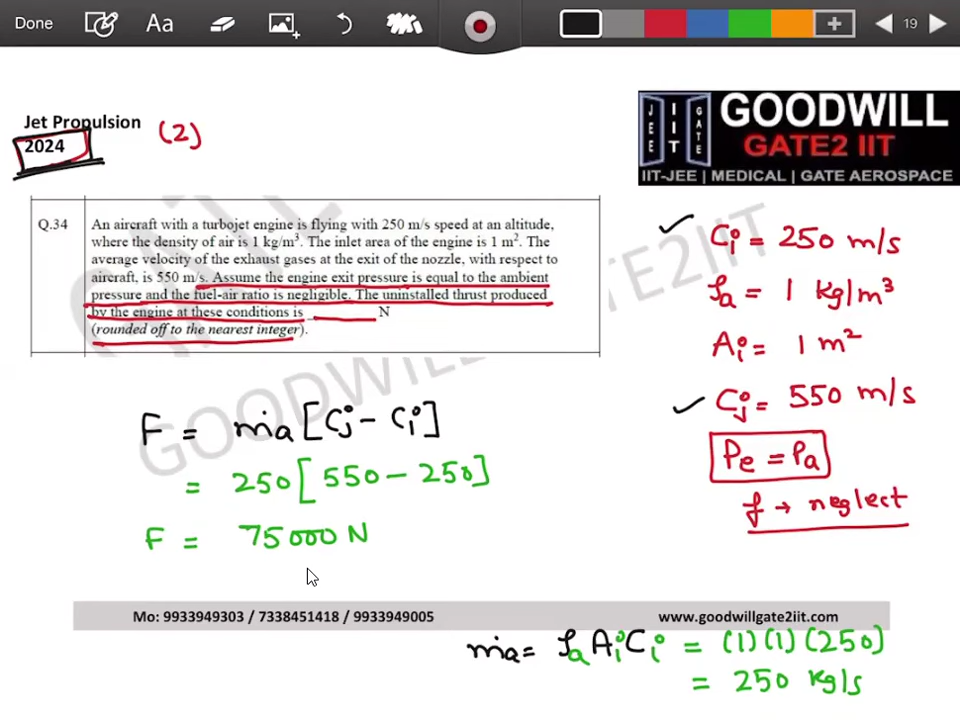 Done
Aa
19
Jet Propulsion
2024
(2)
JEE IIT GATE
GOODWILL
GATE2 IIT
IIT-JEE | MEDICAL | GATE AEROSPACE
Q.34
An aircraft with a turbojet engine is flying with 250 m/s speed at an altitude,
where the density of air is 1 kg/m³. The inlet area of the engine is 1 m². The
average velocity of the exhaust gases at the exit of the nozzle, with respect to
aircraft, is 550 m/s. Assume the engine exit pressure is equal to the ambient
pressure and the fuel-air ratio is negligible. The uninstalled thrust produced
by the engine at these conditions is ________ N
(rounded off to the nearest integer).
Ci = 250 m/s
ρa = 1 kg/m³
Ai = 1 m²
Cj = 550 m/s
Pe = Pa
f → neglect
F = ṁa [Cj - Ci]
= 250 [550 - 250]
F = 75000 N
GATE2IIT
GOODWILL GATE2IIT
Mo: 9933949303 / 7338451418 / 9933949005
www.goodwillgate2iit.com
ṁa = ρa Ai Ci = (1) (1) (250)
= 250 kg/s